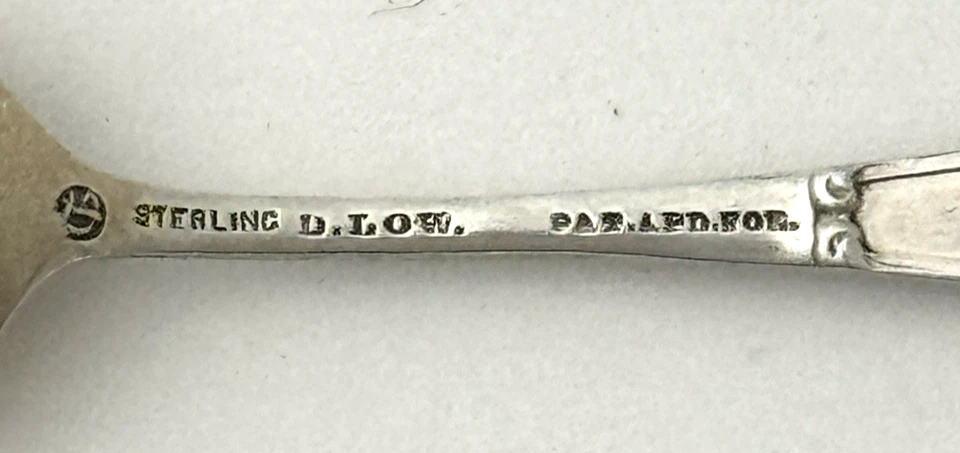 STERLING D.LOW. PAT.APD.FOR.